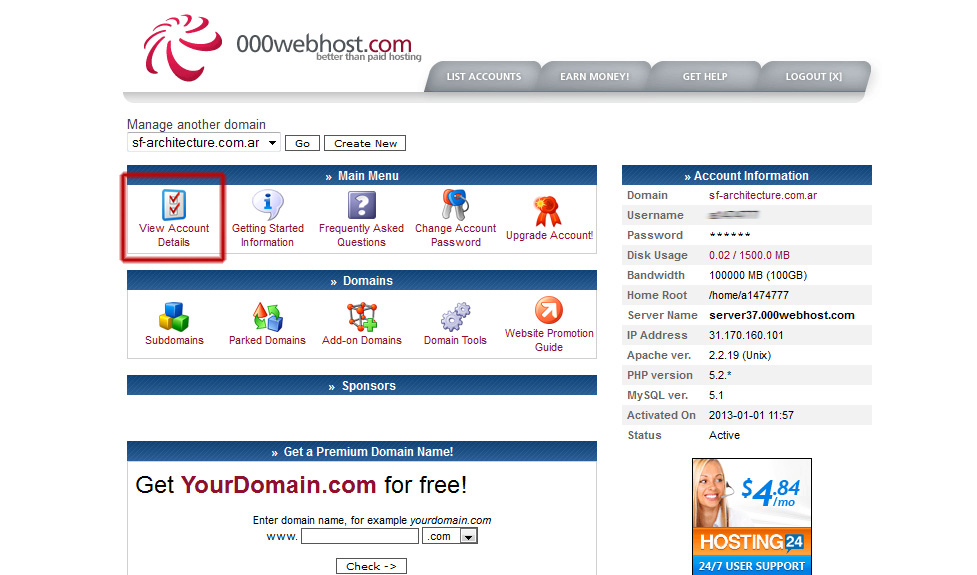 000webhost.com
better than paid hosting
LIST ACCOUNTS
EARN MONEY!
GET HELP
LOGOUT [X]
Manage another domain
sf-architecture.com.ar
Go
Create New
» Main Menu
View Account
Details
Getting Started
Information
Frequently Asked
Questions
Change Account
Password
Upgrade Account!
» Domains
Subdomains
Parked Domains
Add-on Domains
Domain Tools
Website Promotion
Guide
» Sponsors
» Get a Premium Domain Name!
Get YourDomain.com for free!
Enter domain name, for example yourdomain.com
www.
.com
Check ->
» Account Information
Domain sf-architecture.com.ar
Username
Password ******
Disk Usage 0.02 / 1500.0 MB
Bandwidth 100000 MB (100GB)
Home Root /home/a1474777
Server Name server37.000webhost.com
IP Address 31.170.160.101
Apache ver. 2.2.19 (Unix)
PHP version 5.2.*
MySQL ver. 5.1
Activated On 2013-01-01 11:57
Status Active
$4.84
/mo
HOSTING24
24/7 USER SUPPORT